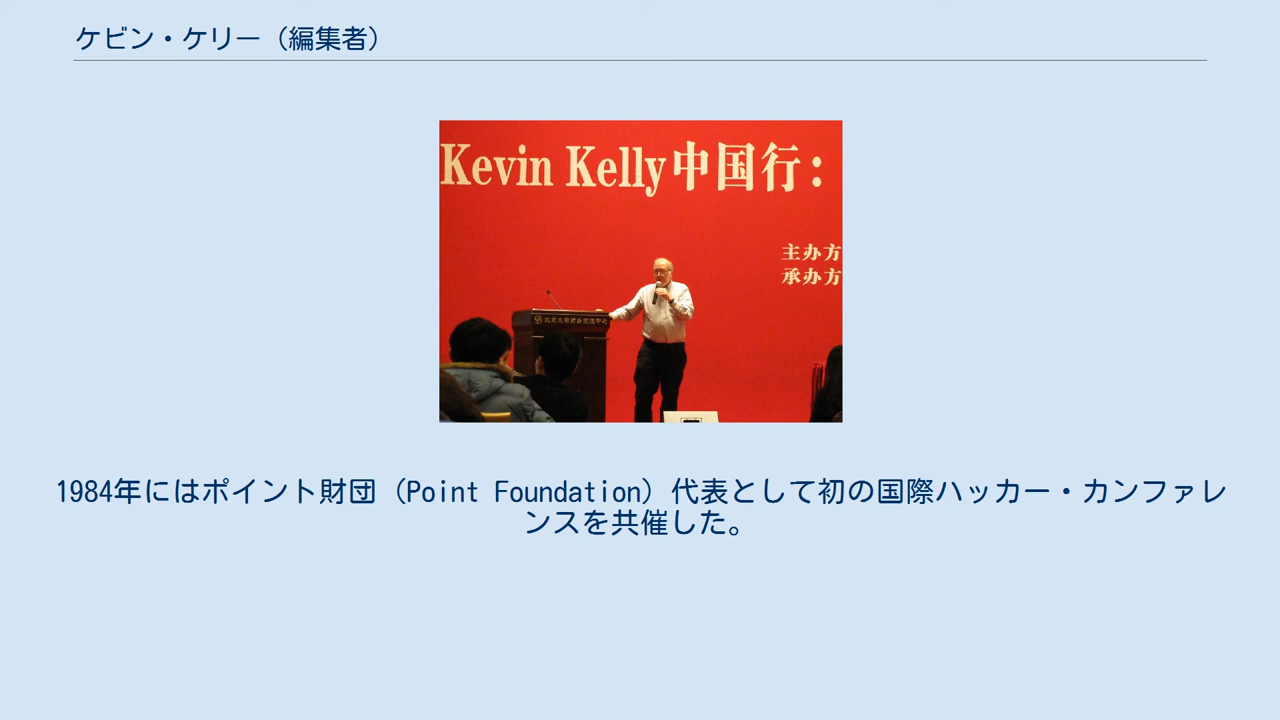 ケビン・ケリー（編集者）
Kevin Kelly中国行：
主办方
承办方
1984年にはポイント財団（Point Foundation）代表として初の国際ハッカー・カンファレ
ンスを共催した。